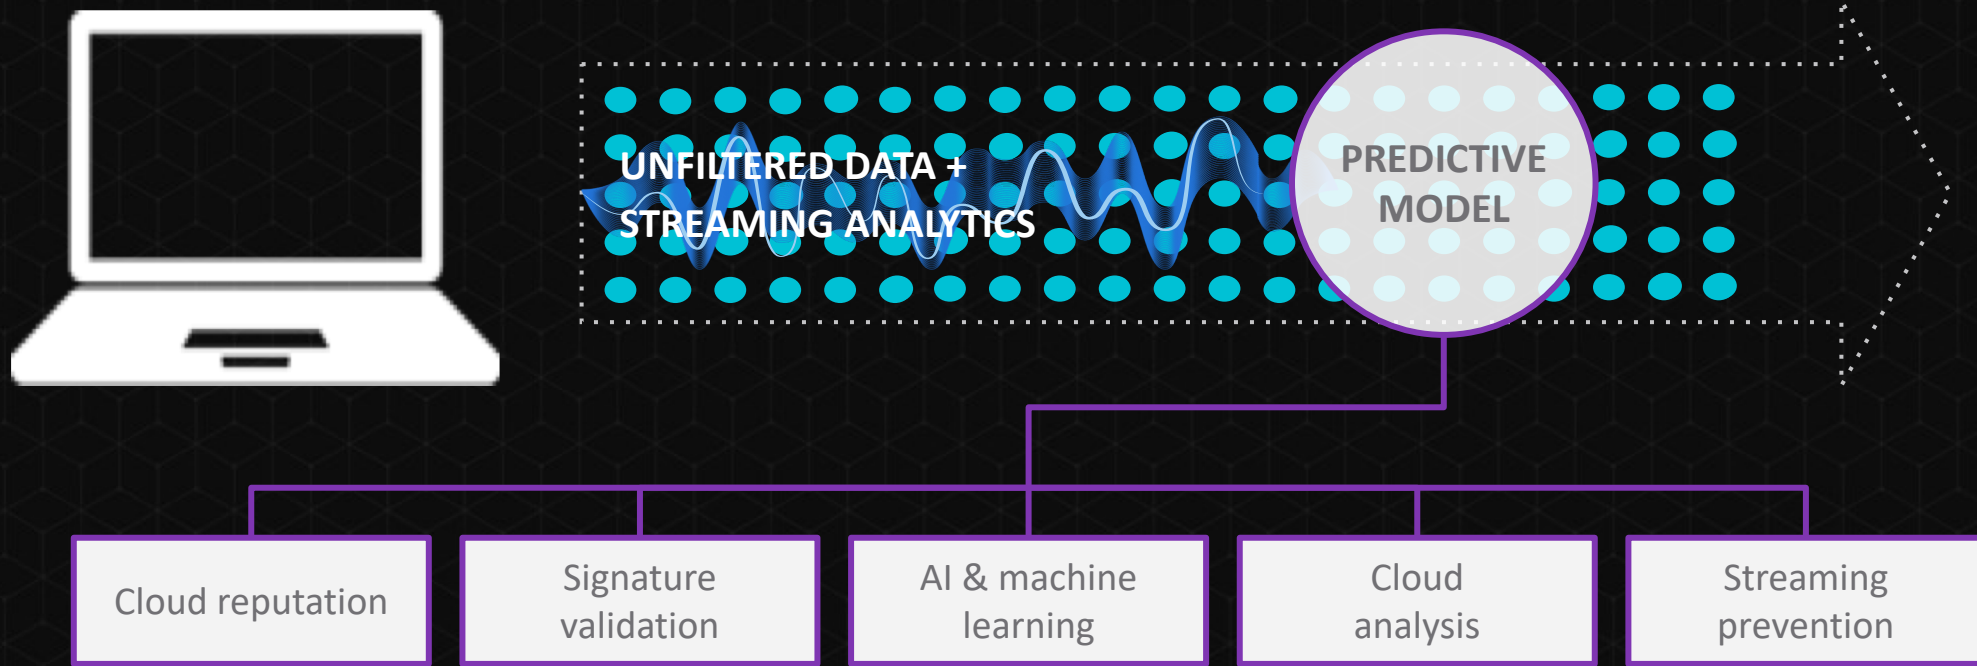 UNFILTERED DATA +
STREAMING ANALYTICS
PREDICTIVE
MODEL
Cloud reputation
Signature
validation
AI & machine
learning
Cloud
analysis
Streaming
prevention